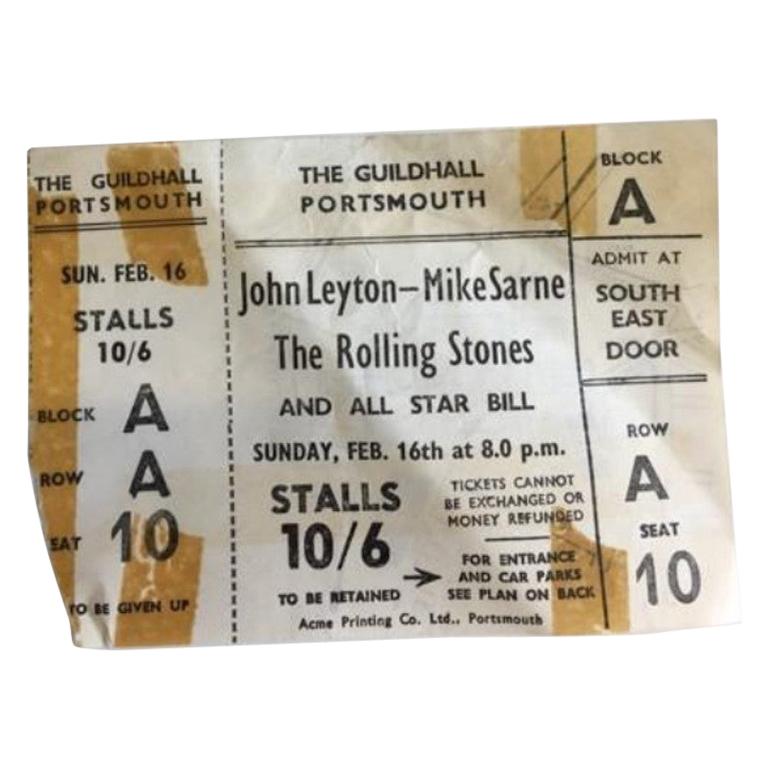 THE GUILDHALL
PORTSMOUTH
SUN. FEB. 16
STALLS
10/6
BLOCK A
ROW A
SEAT 10
TO BE GIVEN UP
THE GUILDHALL
PORTSMOUTH
John Leyton–Mike Sarne
The Rolling Stones
AND ALL STAR BILL
SUNDAY, FEB. 16th at 8.0 p.m.
STALLS
10/6
TO BE RETAINED
TICKETS CANNOT
BE EXCHANGED OR
MONEY REFUNDED
FOR ENTRANCE
AND CAR PARKS
SEE PLAN ON BACK
Acme Printing Co. Ltd., Portsmouth
BLOCK
A
ADMIT AT
SOUTH
EAST
DOOR
ROW
A
SEAT
10